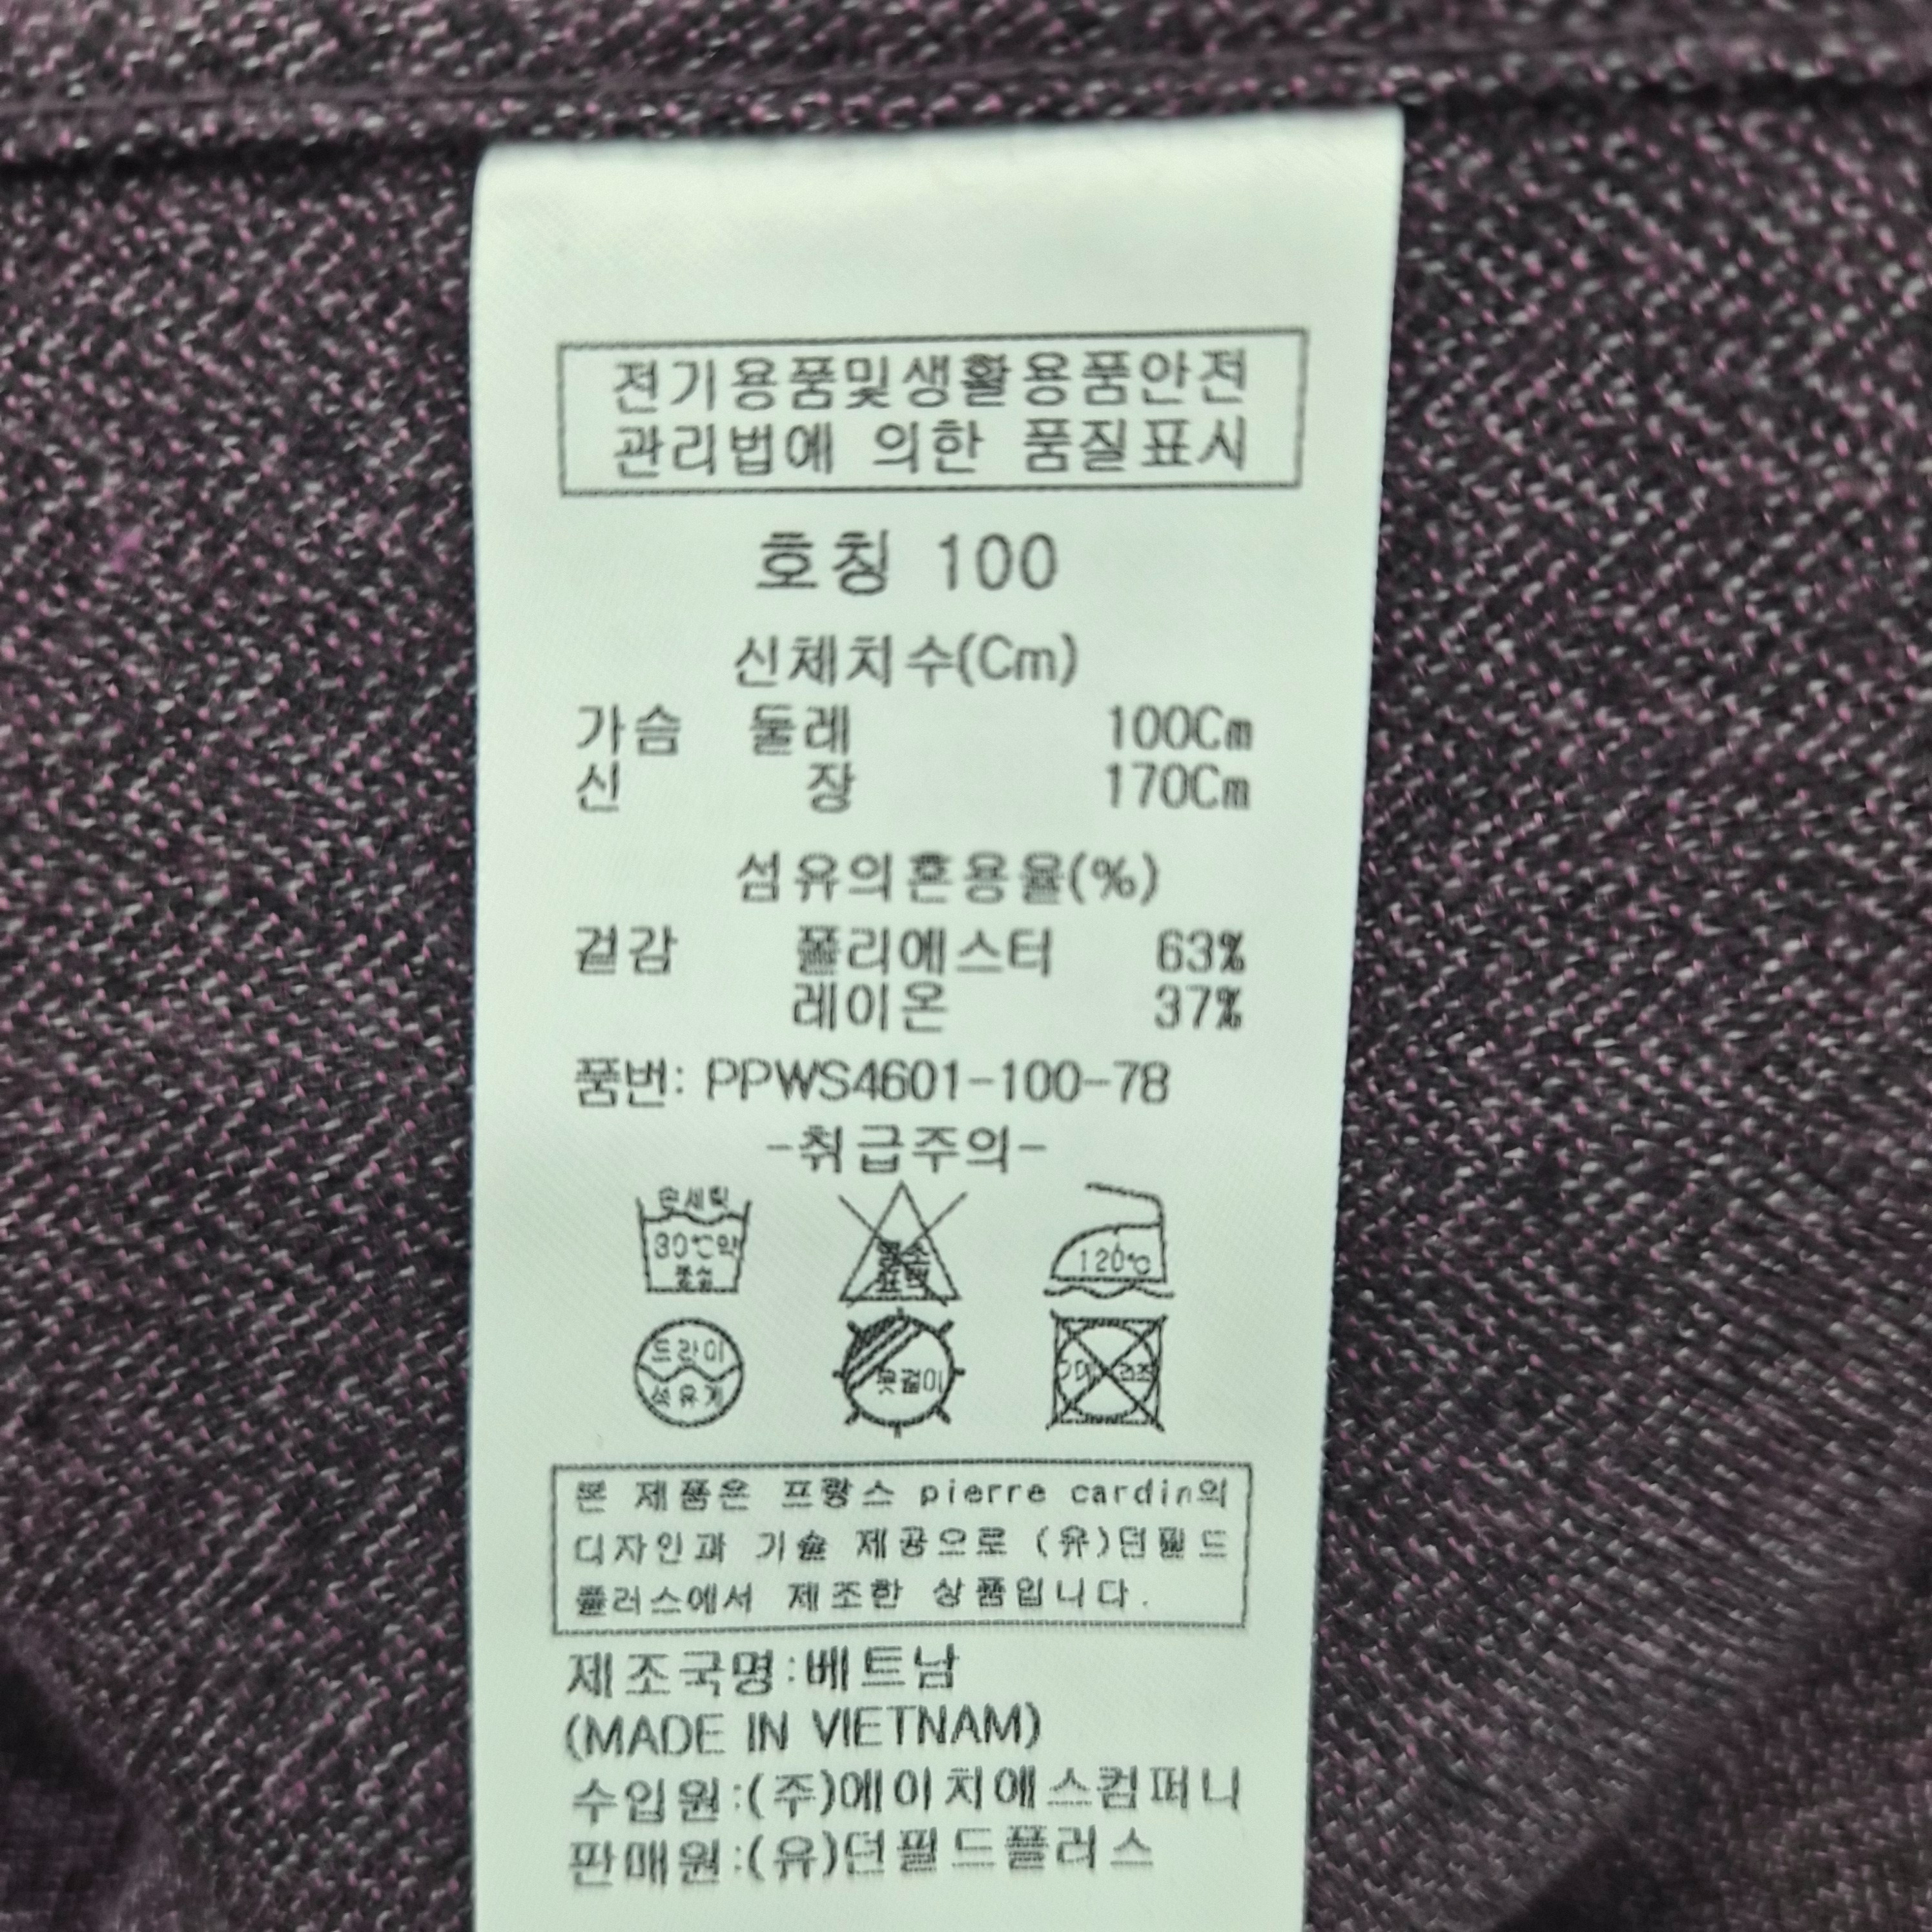 전기용품및생활용품안전
관리법에 의한 품질표시
호칭 100
신체치수(Cm)
가슴 둘레 100Cm
신 장 170Cm
섬유의혼용율(%)
겉감 폴리에스터 63%
레이온 37%
품번: PPWS4601-100-78
-취급주의-
손세탁
30℃약
중성
염소
표백
120℃
드라이
석유계
옷걸이
본 제품은 프랑스 pierre cardin의
디자인과 기술 제공으로 (유)던필드
플러스에서 제조한 상품입니다.
제조국명:베트남
(MADE IN VIETNAM)
수입원:(주)에이치에스컴퍼니
판매원:(유)던필드플러스